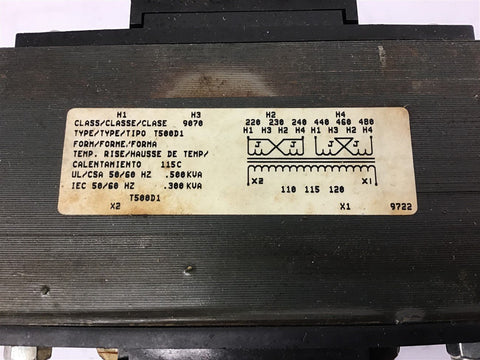 H1 H3 H2 H4
CLASS/CLASSE/CLASE 9070
TYPE/TYPE/TIPO T500D1
FORM/FORME/FORMA
TEMP. RISE/HAUSSE DE TEMP/
CALENTAMIENTO 115C
UL/CSA 50/60 HZ .500KVA
IEC 50/60 HZ .300KVA
220 230 240 440 460 480
H1 H3 H2 H4 H1 H3 H2 H4
J J J
X2 X1
110 115 120
T500D1
X2 X1 9722